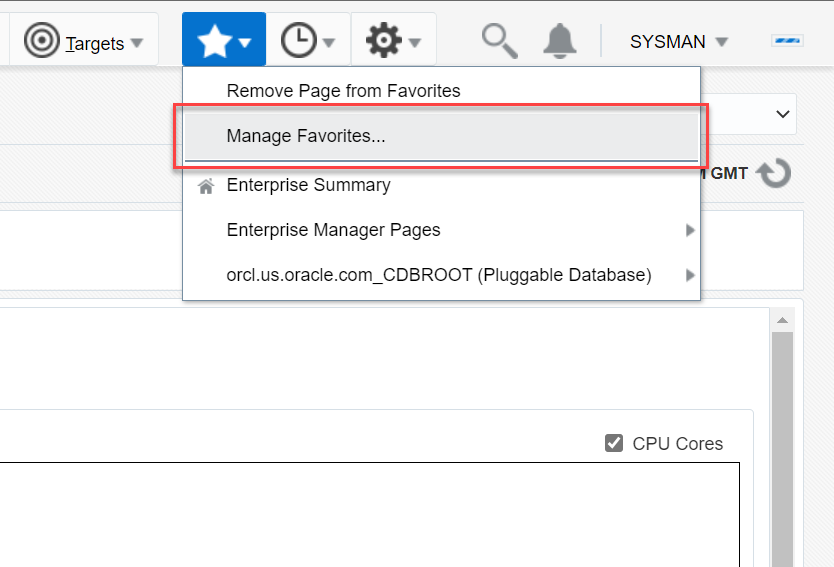 Targets
SYSMAN
Remove Page from Favorites
Manage Favorites...
GMT
Enterprise Summary
Enterprise Manager Pages
orcl.us.oracle.com_CDBROOT (Pluggable Database)
CPU Cores